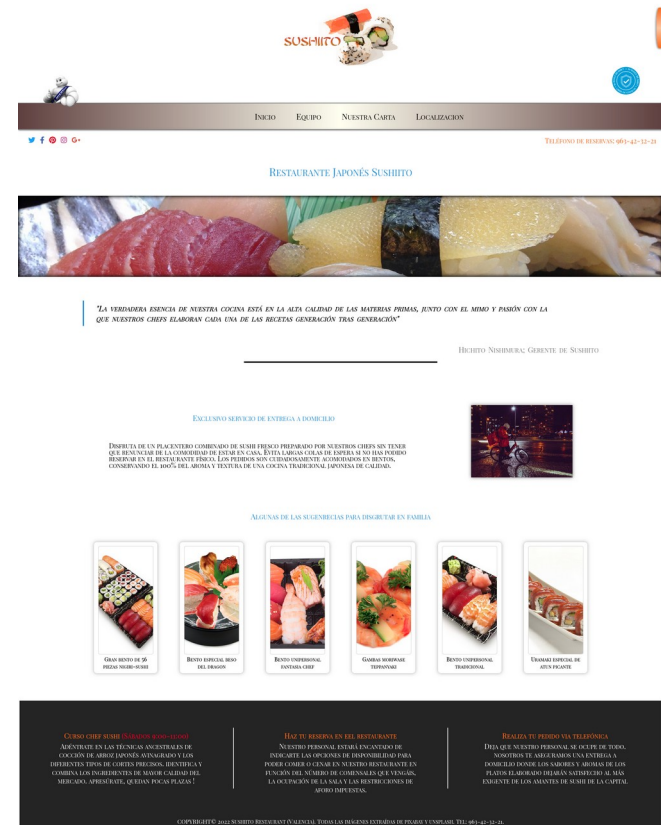 SUSHIITO
Inicio Equipo Nuestra Carta Localizacion
Teléfono de reservas: 963-42-32-21
Restaurante Japonés Sushiito
"La verdadera esencia de nuestra cocina está en la alta calidad de las materias primas, junto con el mimo y pasión con la
que nuestros chefs elaboran cada una de las recetas generación tras generación"
Hichito Nishimura; Gerente de Sushiito
Exclusivo servicio de entrega a domicilio
Disfruta de un placentero combinado de sushi fresco preparado por nuestros chefs sin tener
que renunciar de la comodidad de estar en casa. Evita largas colas de espera si no has podido
reservar en el restaurante físico. Los pedidos son cuidadosamente acomodados en bentos,
conservando el 100% del aroma y textura de una cocina tradicional japonesa de calidad.
Algunas de las sugenrecias para disgrutar en familia
Gran bento de 56
piezas nigiri-sushi
Bento especial beso
del dragon
Bento unipersonal
fantasia chef
Gambas moriwase
teppanyaki
Bento unipersonal
tradicional
Uramaki especial de
atun picante
Curso chef sushi (Sábados 9:00-12:00)
Adéntrate en las técnicas ancestrales de
cocción de arroz japonés avinagrado y los
diferentes tipos de cortes precisos. Identifica y
combina los ingredientes de mayor calidad del
mercado. Apresúrate, quedan pocas plazas !
Haz tu reserva en eel restaurante
Nuestro personal estará encantado de
indicarte las opciones de disponibilidad para
poder comer o cenar en nuestro restaurante en
función del número de comensales que vengáis,
la ocupación de la sala y las restricciones de
aforo impuestas.
Realiza tu pedido via telefónica
Deja que nuestro personal se ocupe de todo.
Nosotros te aseguramos una entrega a
domicilio donde los sabores y aromas de los
platos elaborado dejarán satisfecho al más
exigente de los amantes de sushi de la capital
Copyright© 2022 Sushiito Restaurant (Valencia). Todas las imágenes extraídas de pixabay y unsplash. Tel: 963-42-32-21.